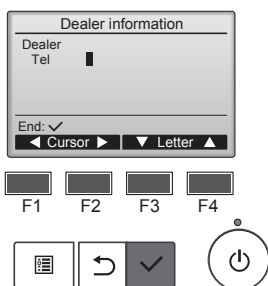 Dealer information
Dealer
Tel
End: ✓
◀ Cursor ▶ ▼ Letter ▲
F1 F2 F3 F4